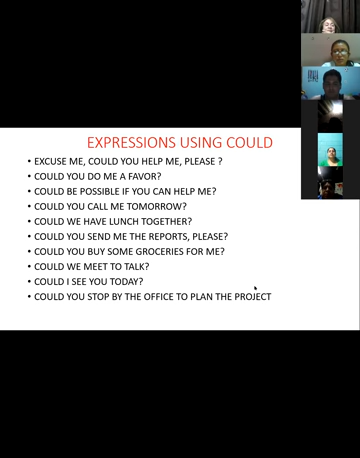 EXPRESSIONS USING COULD
• EXCUSE ME, COULD YOU HELP ME, PLEASE ?
• COULD YOU DO ME A FAVOR?
• COULD BE POSSIBLE IF YOU CAN HELP ME?
• COULD YOU CALL ME TOMORROW?
• COULD WE HAVE LUNCH TOGETHER?
• COULD YOU SEND ME THE REPORTS, PLEASE?
• COULD YOU BUY SOME GROCERIES FOR ME?
• COULD WE MEET TO TALK?
• COULD I SEE YOU TODAY?
• COULD YOU STOP BY THE OFFICE TO PLAN THE PROJECT